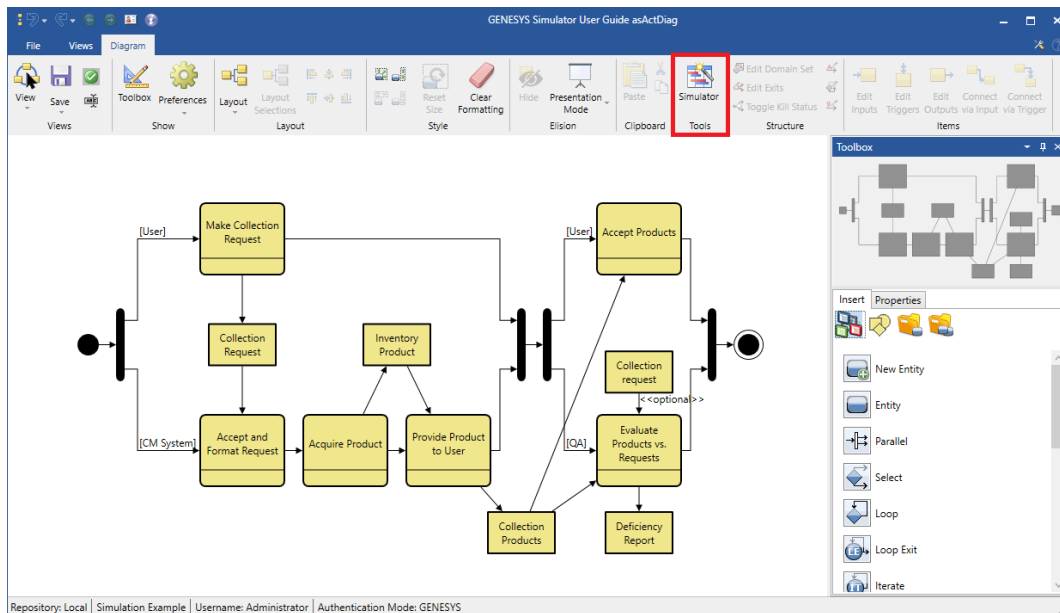 GENESYS Simulator User Guide asActDiag
File Views Diagram
View
Save
Toolbox
Preferences
Layout
Layout
Selections
Reset
Size
Clear
Formatting
Hide
Presentation
Mode
Paste
Simulator
Edit Domain Set
Edit Exits
Toggle Kill Status
Edit
Inputs
Edit
Triggers
Edit
Outputs
Connect
via Input
Connect
via Trigger
Views Show Layout Style Elision Clipboard Tools Structure Items
Toolbox
[User]
Make Collection
Request
[User]
Accept Products
Collection
Request
Inventory
Product
Collection
request
<<optional>>
[CM System]
Accept and
Format Request
Acquire Product
Provide Product
to User
[QA]
Evaluate
Products vs.
Requests
Collection
Products
Deficiency
Report
Insert Properties
New Entity
Entity
Parallel
Select
Loop
LE
Loop Exit
Iterate
Repository: Local Simulation Example Username: Administrator Authentication Mode: GENESYS